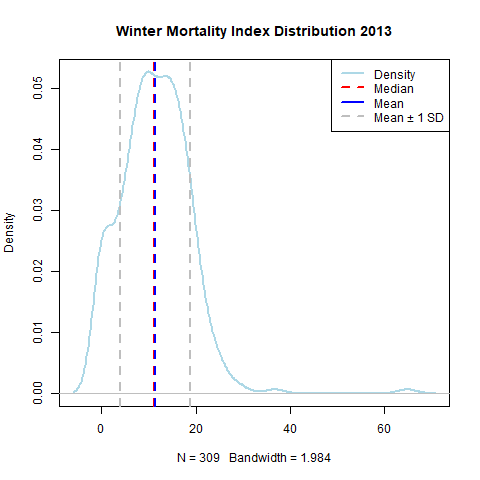 Winter Mortality Index Distribution 2013
Density
Median
Mean
Mean ± 1 SD
Density
0.05
0.04
0.03
0.02
0.01
0.00
0 20 40 60
N = 309 Bandwidth = 1.984